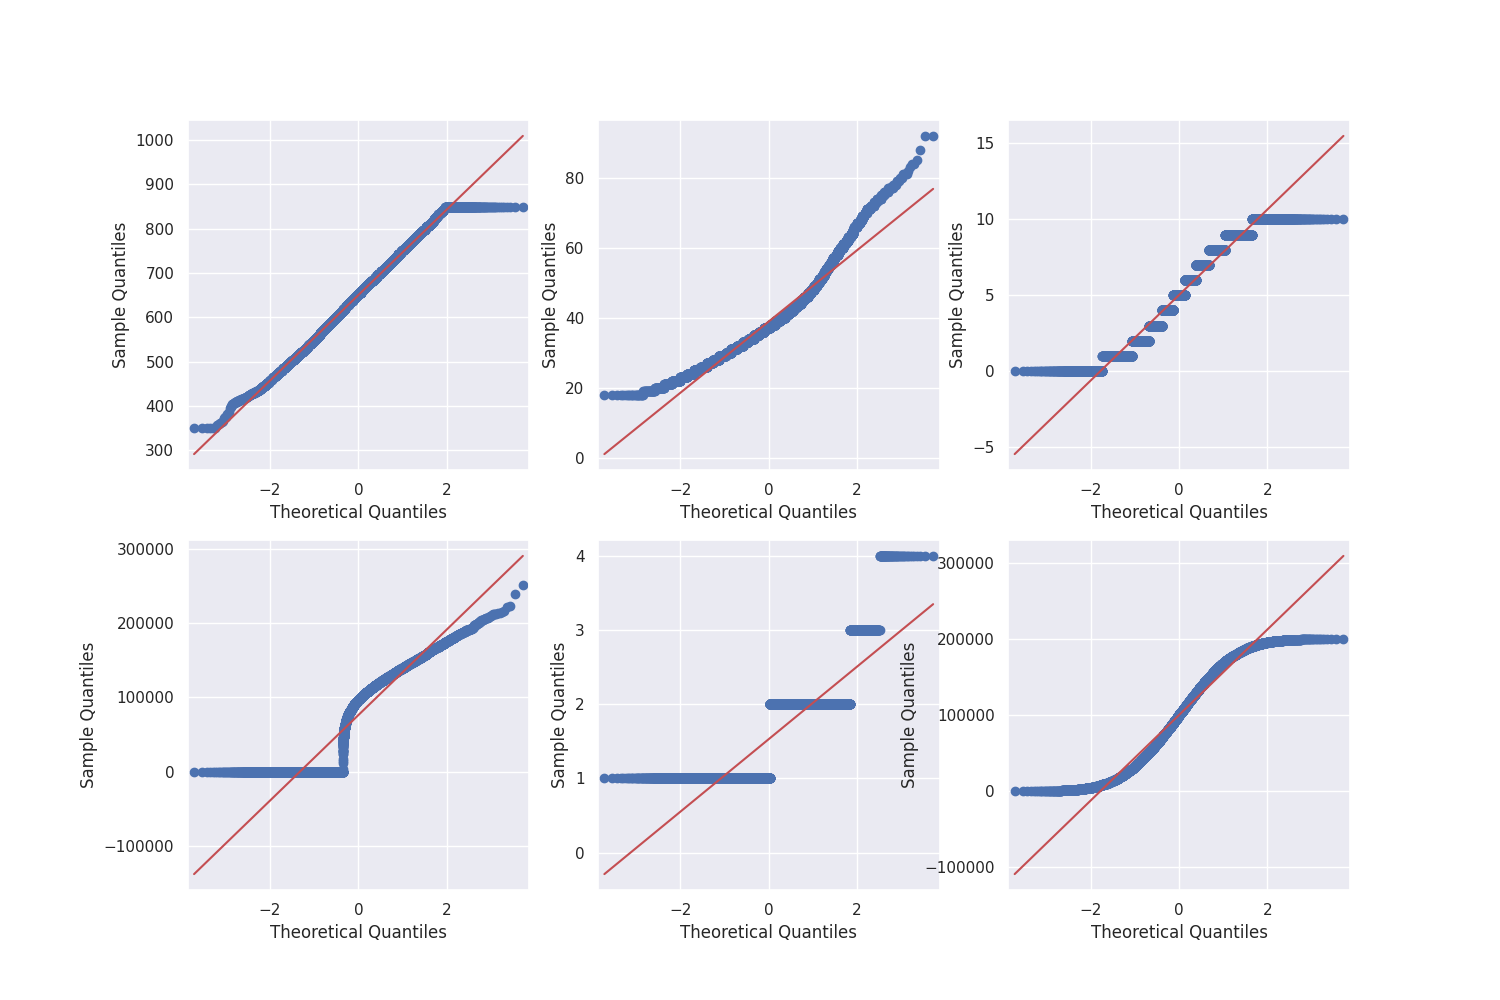 1000
900
800
700
600
500
400
300
−2 0 2
Sample Quantiles
Theoretical Quantiles
80
60
40
20
0
−2 0 2
Sample Quantiles
Theoretical Quantiles
15
10
5
0
−5
−2 0 2
Sample Quantiles
Theoretical Quantiles
300000
200000
100000
0
−100000
−2 0 2
Sample Quantiles
Theoretical Quantiles
4
3
2
1
0
−2 0 2
Sample Quantiles
Theoretical Quantiles
300000
200000
100000
0
−100000
−2 0 2
Sample Quantiles
Theoretical Quantiles